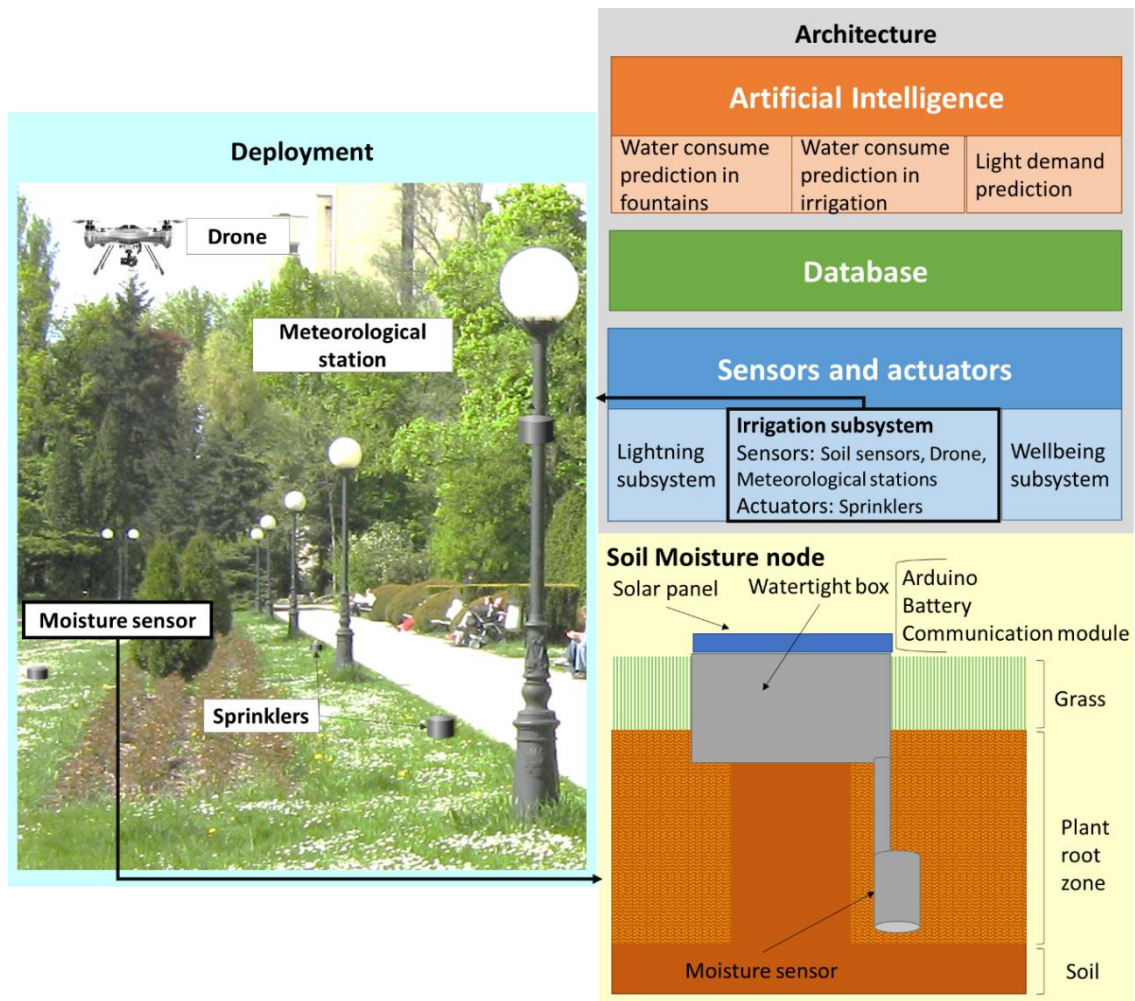 Architecture
Artificial Intelligence
Water consume
prediction in
fountains
Water consume
prediction in
irrigation
Light demand
prediction
Database
Sensors and actuators
Lightning
subsystem
Irrigation subsystem
Sensors: Soil sensors, Drone,
Meteorological stations
Actuators: Sprinklers
Wellbeing
subsystem
Deployment
Drone
Meteorological
station
Moisture sensor
Sprinklers
Soil Moisture node
Solar panel
Watertight box
Arduino
Battery
Communication module
Grass
Plant
root
zone
Moisture sensor
Soil